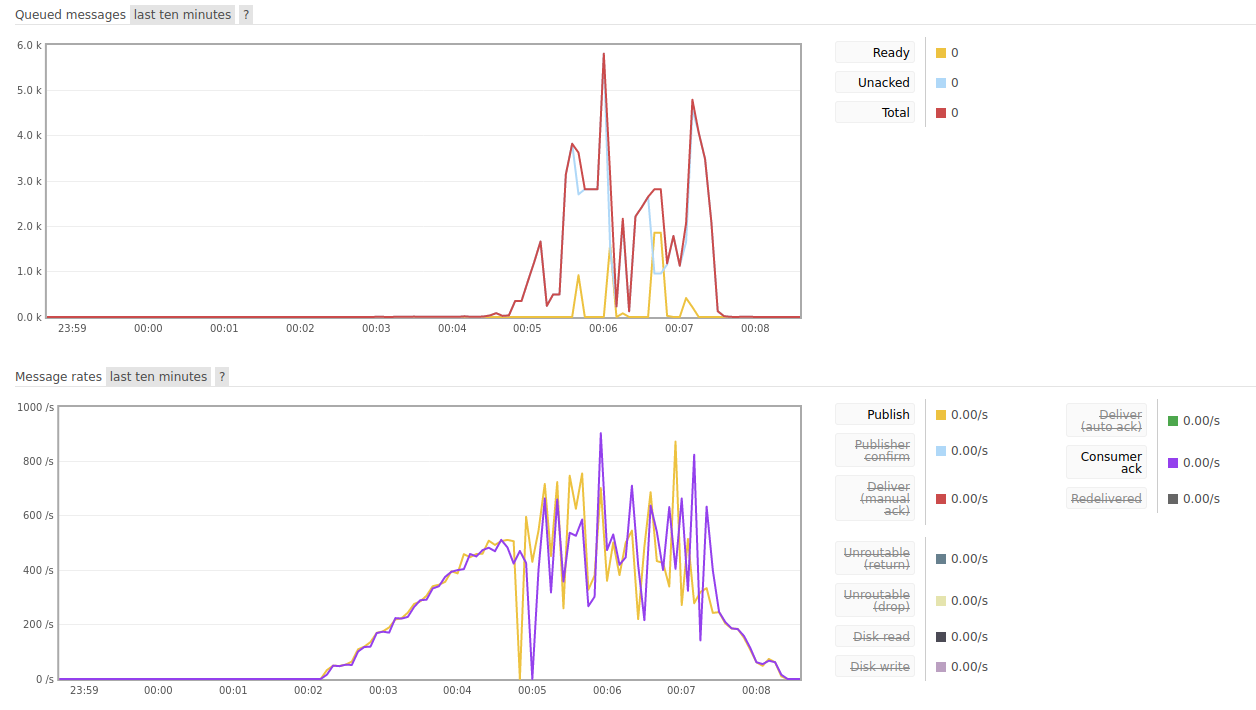 Queued messages last ten minutes ?
6.0 k
5.0 k
4.0 k
3.0 k
2.0 k
1.0 k
0.0 k
23:59 00:00 00:01 00:02 00:03 00:04 00:05 00:06 00:07 00:08
Ready 0
Unacked 0
Total 0
Message rates last ten minutes ?
1000 /s
800 /s
600 /s
400 /s
200 /s
0 /s
23:59 00:00 00:01 00:02 00:03 00:04 00:05 00:06 00:07 00:08
Publish 0.00/s
Publisher
confirm 0.00/s
Deliver
(manual
ack) 0.00/s
Unroutable
(return) 0.00/s
Unroutable
(drop) 0.00/s
Disk read 0.00/s
Disk write 0.00/s
Deliver
(auto ack) 0.00/s
Consumer
ack 0.00/s
Redelivered 0.00/s